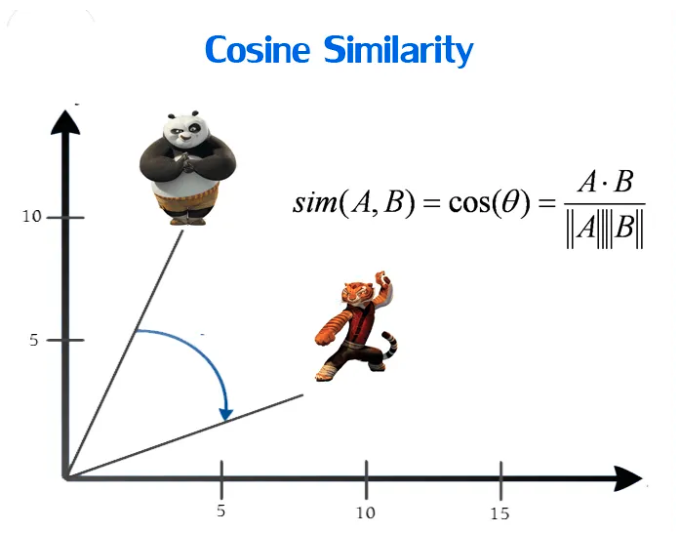 Cosine Similarity
sim(A, B) = cos(θ) = A · B / ||A||||B||
10
5
5
10
15